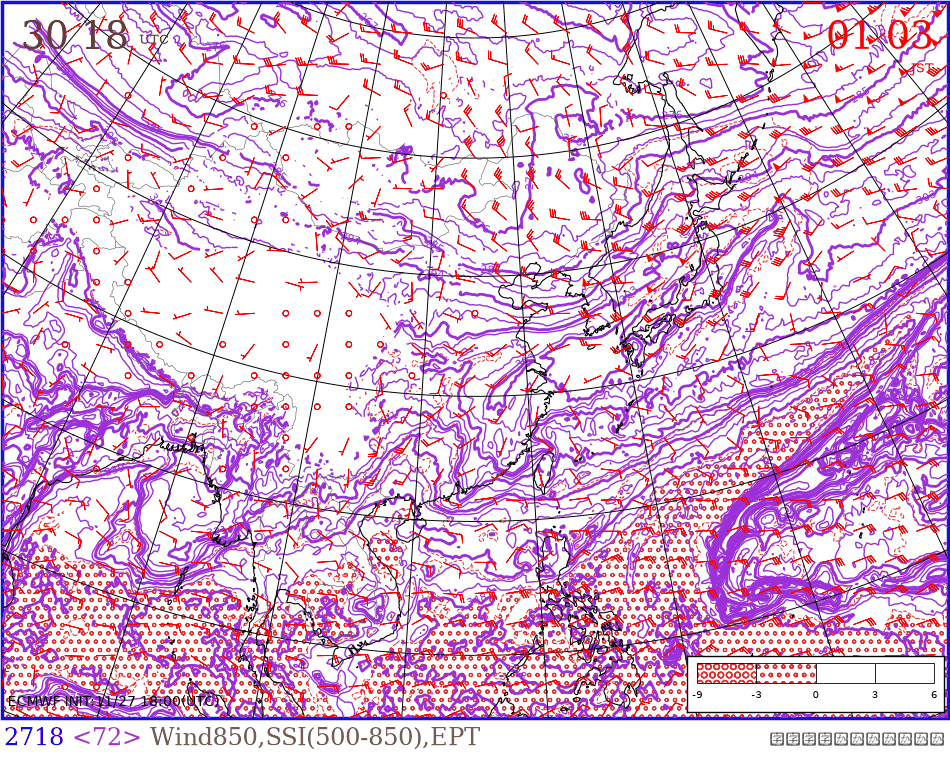 30 18 UTC 01 03
JST
-9 -3 0 3 6
ECMWF INIT:11/27 18:00(UTC)
2718 <72> Wind850,SSI(500-850),EPT